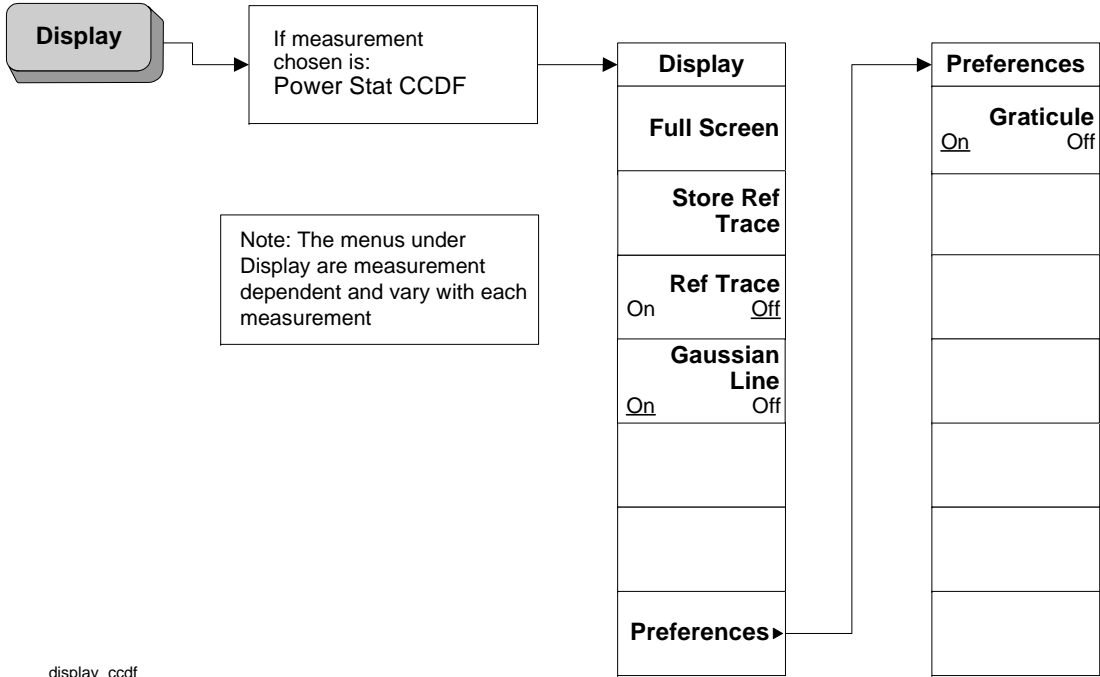 Display
If measurement
chosen is:
Power Stat CCDF
Note: The menus under
Display are measurement
dependent and vary with each
measurement
Display
Full Screen
Store Ref
Trace
Ref Trace
On Off
Gaussian
Line
On Off
Preferences
Preferences
Graticule
On Off
display_ccdf